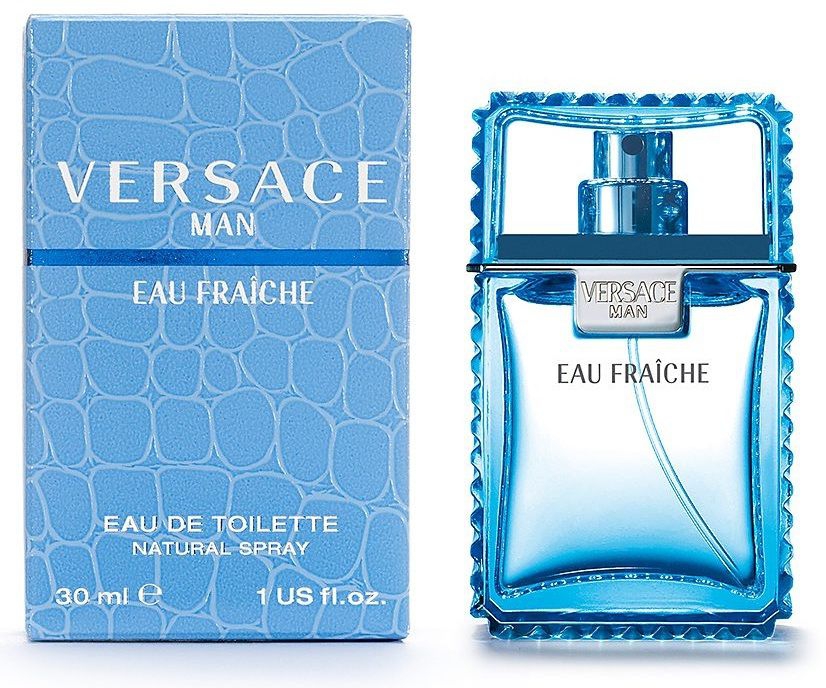 VERSACE
MAN
EAU FRAÎCHE
EAU DE TOILETTE
NATURAL SPRAY
30 ml ℮ 1 US fl.oz.
VERSACE
MAN
EAU FRAÎCHE